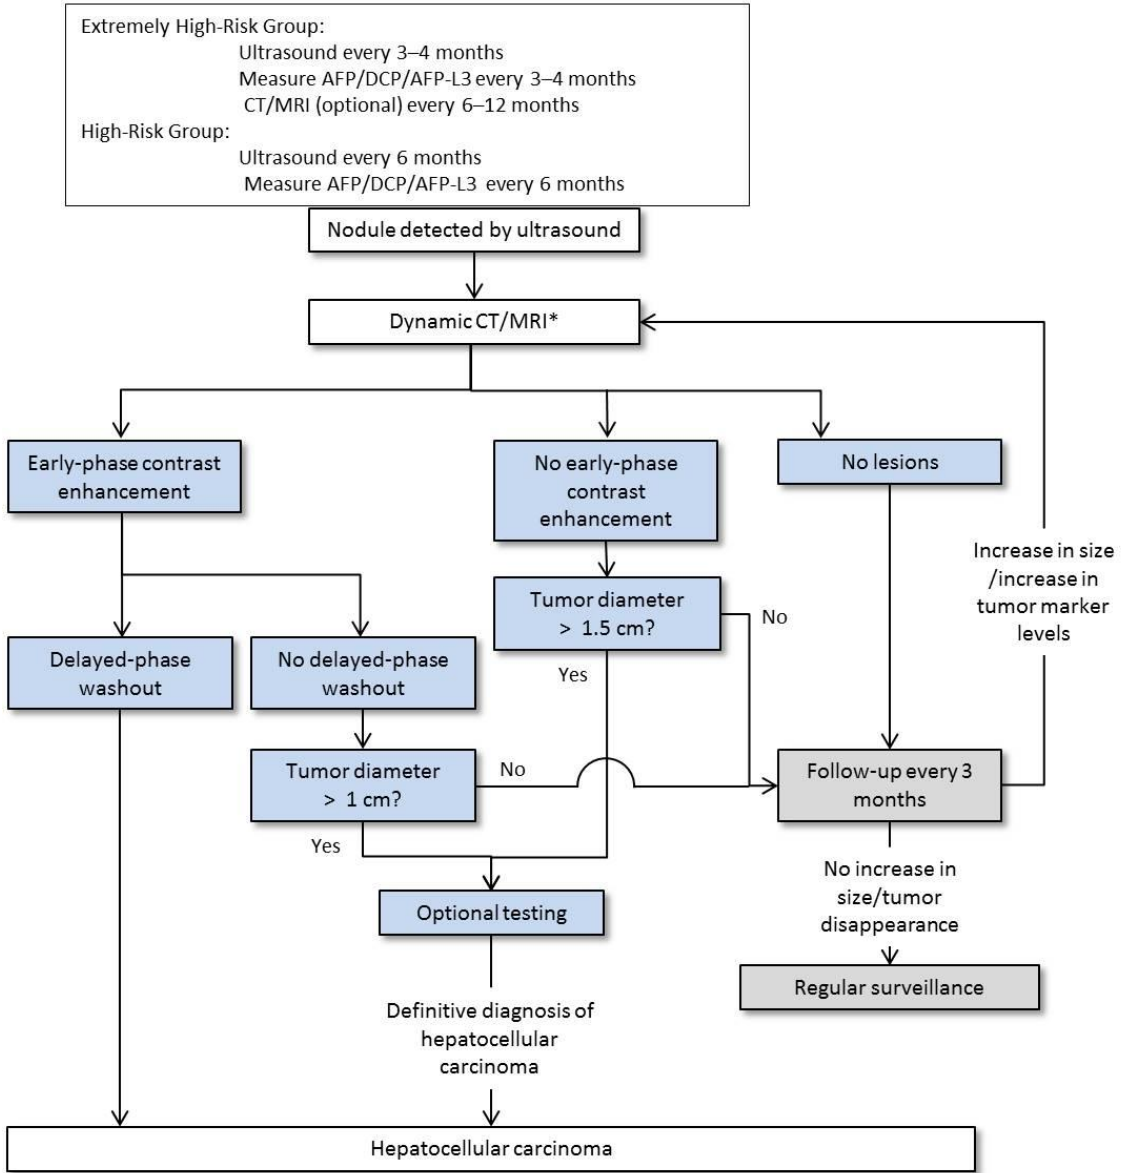 Extremely High-Risk Group:
Ultrasound every 3–4 months
Measure AFP/DCP/AFP-L3 every 3–4 months
CT/MRI (optional) every 6–12 months
High-Risk Group:
Ultrasound every 6 months
Measure AFP/DCP/AFP-L3 every 6 months
Nodule detected by ultrasound
Dynamic CT/MRI*
Early-phase contrast
enhancement
No early-phase
contrast
enhancement
No lesions
Increase in size
/increase in
tumor marker
levels
Tumor diameter
> 1.5 cm?
No
Yes
Delayed-phase
washout
No delayed-phase
washout
Tumor diameter
> 1 cm?
No
Yes
Follow-up every 3
months
No increase in
size/tumor
disappearance
Optional testing
Regular surveillance
Definitive diagnosis of
hepatocellular
carcinoma
Hepatocellular carcinoma